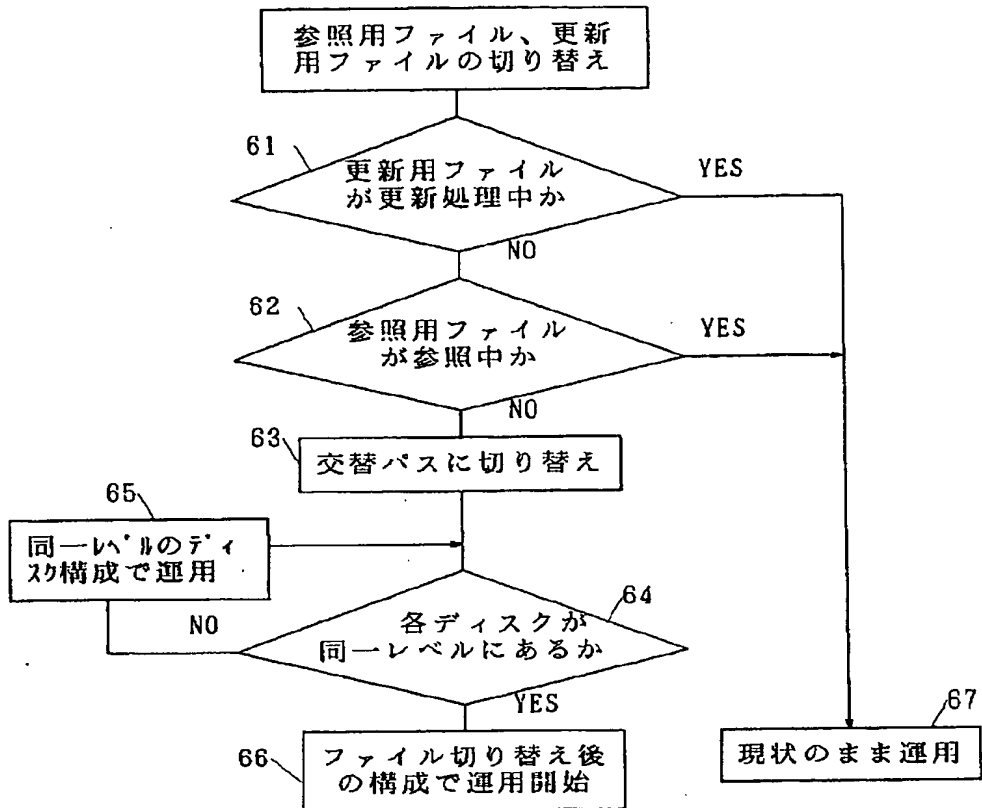 参照用ファイル、更新
用ファイルの切り替え
61
更新用ファイル
が更新処理中か
YES
NO
62
参照用ファイル
が参照中か
YES
NO
63
交替パスに切り替え
65
同一ﾚﾍﾞﾙのﾃﾞｨ
ｽｸ構成で運用
64
各ディスクが
同一レベルにあるか
NO
YES
66
ファイル切り替え後
の構成で運用開始
67
現状のまま運用